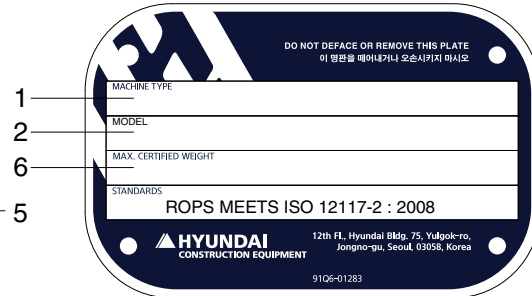 DO NOT DEFACE OR REMOVE THIS PLATE
이 명판을 떼어내거나 오손시키지 마시오
1
MACHINE TYPE
2
MODEL
6
MAX. CERTIFIED WEIGHT
5
STANDARDS
ROPS MEETS ISO 12117-2 : 2008
HYUNDAI
CONSTRUCTION EQUIPMENT
12th Fl., Hyundai Bldg. 75, Yulgok-ro,
Jongno-gu, Seoul, 03058, Korea
91Q6-01283